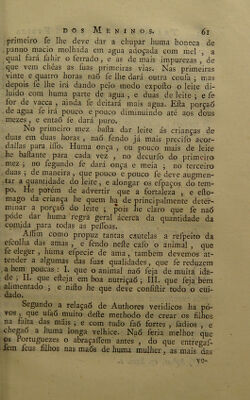 DOS MENINOS. 61
primeiro se lhe deve dar a chupar huma boneca de
panno macio molhada em agua adoçada com mel , a
qual fará sahir o ferrado, e as de mais impurezas, de
que vem chêas as suas primeiras vias. Nas primeiras
vinte e quatro horas naõ se lhe dará outra cousa ; mas
depois se lhe irá dando pelo modo exposto o leite di-
luido com huma parte de agua, e duas de leite ; e se
for de vacca, ainda se deitará mais agua. Esta porçaõ
de agua se irá pouco e pouco diminuindo até aos dous
mezes, e entaõ se dará puro.
No primeiro mez basta dar leite ás crianças de
duas em duas horas, naõ sendo já mais preciso acor-
dallas para isso. Huma onça, ou pouco mais de leite
he bastante para cada vez, no decurso do primeiro
mez, no segundo se dará onça e meia, no terceiro
duas ; de maneira, que pouco e pouco se deve augmen-
tar a quantidade do leite, e alongar os espaços do tem-
po. He porém de advertir que a fortaleza, e esto-
mago da criança he quem ha de principalmente deter-
minar a porçaõ do leite ; pois he claro que se naõ
póde dar huma regra geral ácerca da quantidade da
comida para todas as pessoas.
Assim como propuz tantas cautelas a respeito da
escolha das amas, e sendo neste caso o animal, que
se eleger, huma especie de ama, tambem devemos at-
tender a algumas das suas qualidades, que se reduzem
a bem poucas: I. que o animal naõ seja de muita ida-
de ; II. que esteja em boa nutriçaõ ; III. que seja bem
alimentado ; e nisto he que deve consistir todo o cui-
dado.
Segundo a relaçaõ de Authores veridicos ha pó-
vos, que usaõ muito deste methodo de crear os filhos
na falta das mãis ; e com tudo saõ fortes, sadios, e
chegaõ a huma longa velhice. Naõ seria melhor que
os Portuguezes o abraçassem antes, do que entregas-
sem seus filhos nas maõs de huma mulher, as mais das
ve-